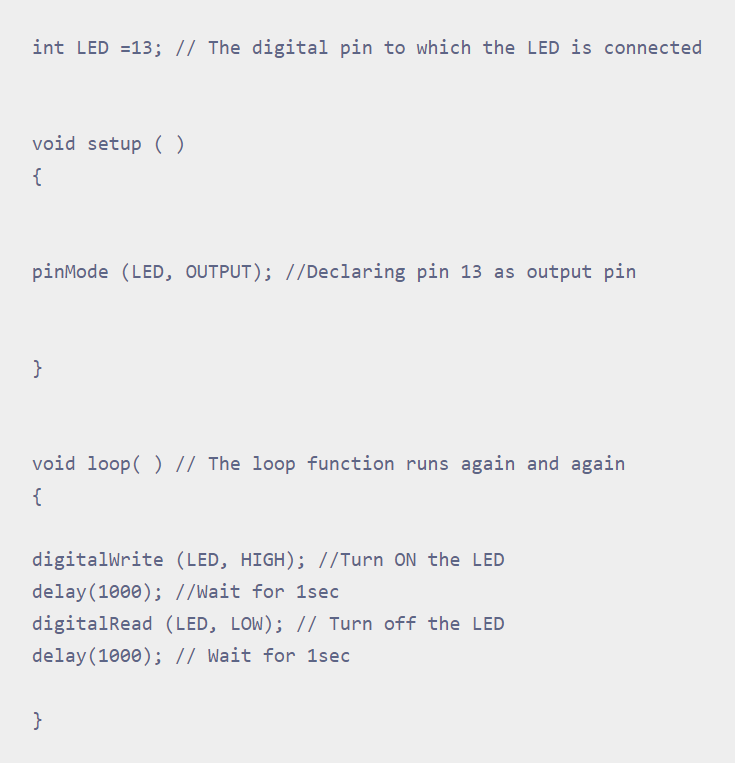 int LED =13; // The digital pin to which the LED is connected
void setup ( )
{
pinMode (LED, OUTPUT); //Declaring pin 13 as output pin
}
void loop( ) // The loop function runs again and again
{
digitalWrite (LED, HIGH); //Turn ON the LED
delay(1000); //Wait for 1sec
digitalRead (LED, LOW); // Turn off the LED
delay(1000); // Wait for 1sec
}